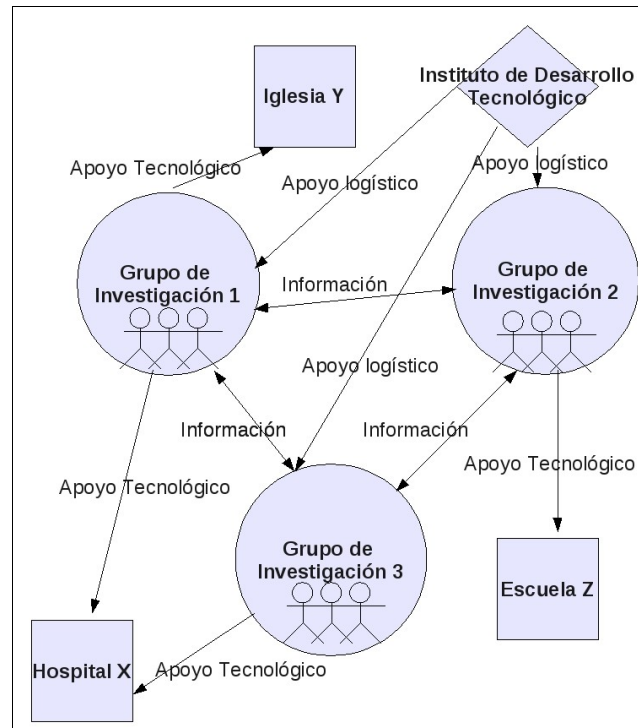 Instituto de Desarrollo
Tecnológico
Iglesia Y
Apoyo Tecnológico
Apoyo logístico
Apoyo logístico
Grupo de
Investigación 1
Información
Grupo de
Investigación 2
Apoyo logístico
Información
Información
Apoyo Tecnológico
Apoyo Tecnológico
Grupo de
Investigación 3
Escuela Z
Hospital X
Apoyo Tecnológico